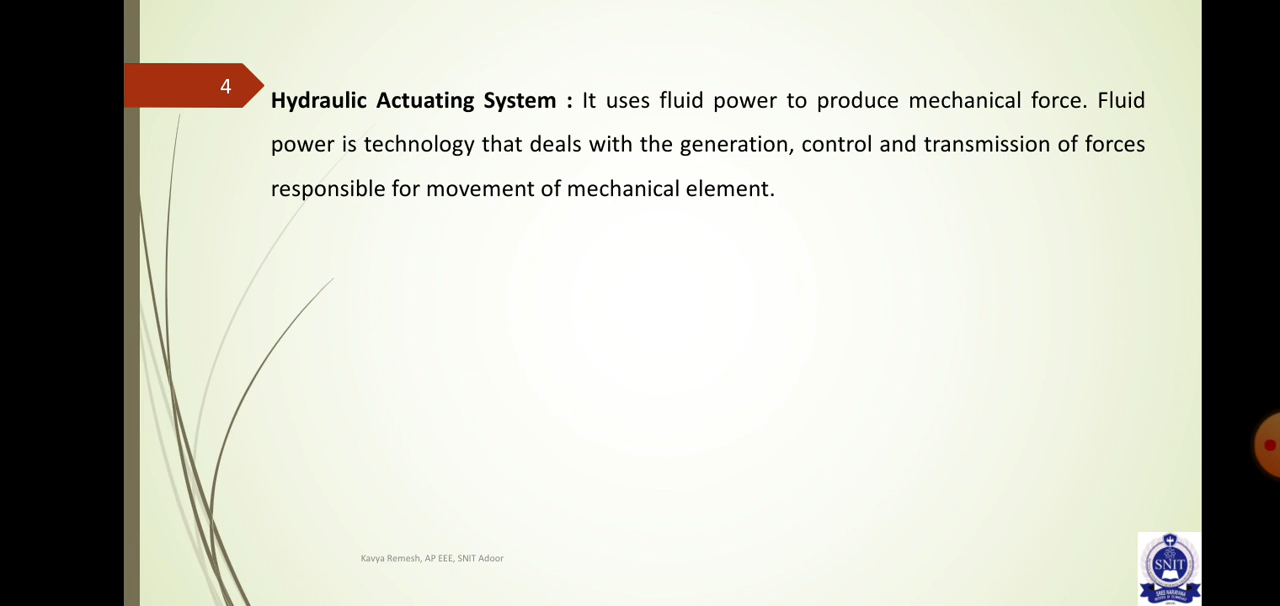 4
Hydraulic Actuating System : It uses fluid power to produce mechanical force. Fluid
power is technology that deals with the generation, control and transmission of forces
responsible for movement of mechanical element.
Kavya Remesh, AP EEE, SNIT Adoor
SNIT